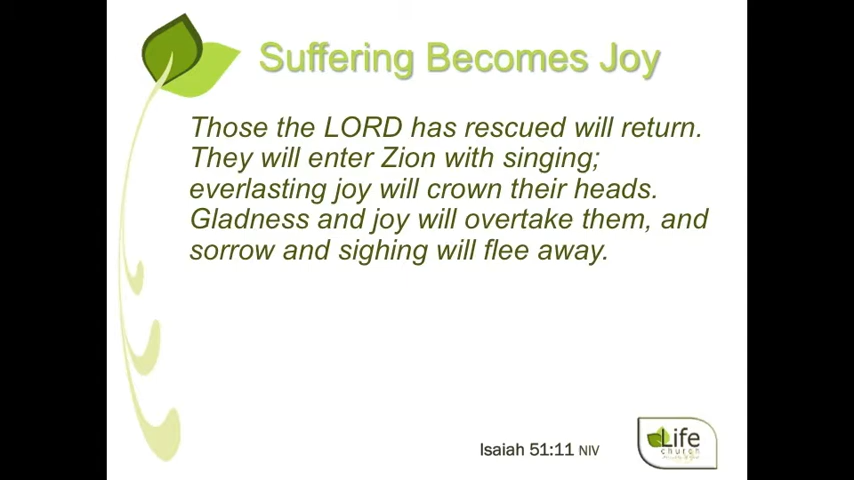 Suffering Becomes Joy
Those the LORD has rescued will return.
They will enter Zion with singing;
everlasting joy will crown their heads.
Gladness and joy will overtake them, and
sorrow and sighing will flee away.
Isaiah 51:11 NIV
Life
church